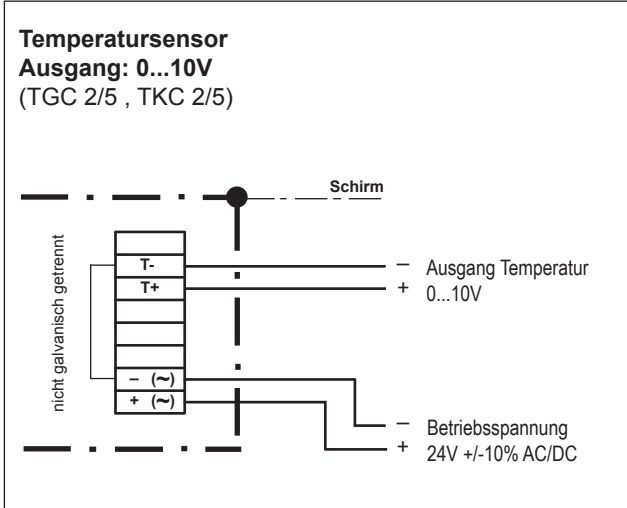 Temperatursensor
Ausgang: 0...10V
(TGC 2/5 , TKC 2/5)
Schirm
nicht galvanisch getrennt
T-
T+
– (~)
+ (~)
– Ausgang Temperatur
+ 0...10V
– Betriebsspannung
+ 24V +/-10% AC/DC